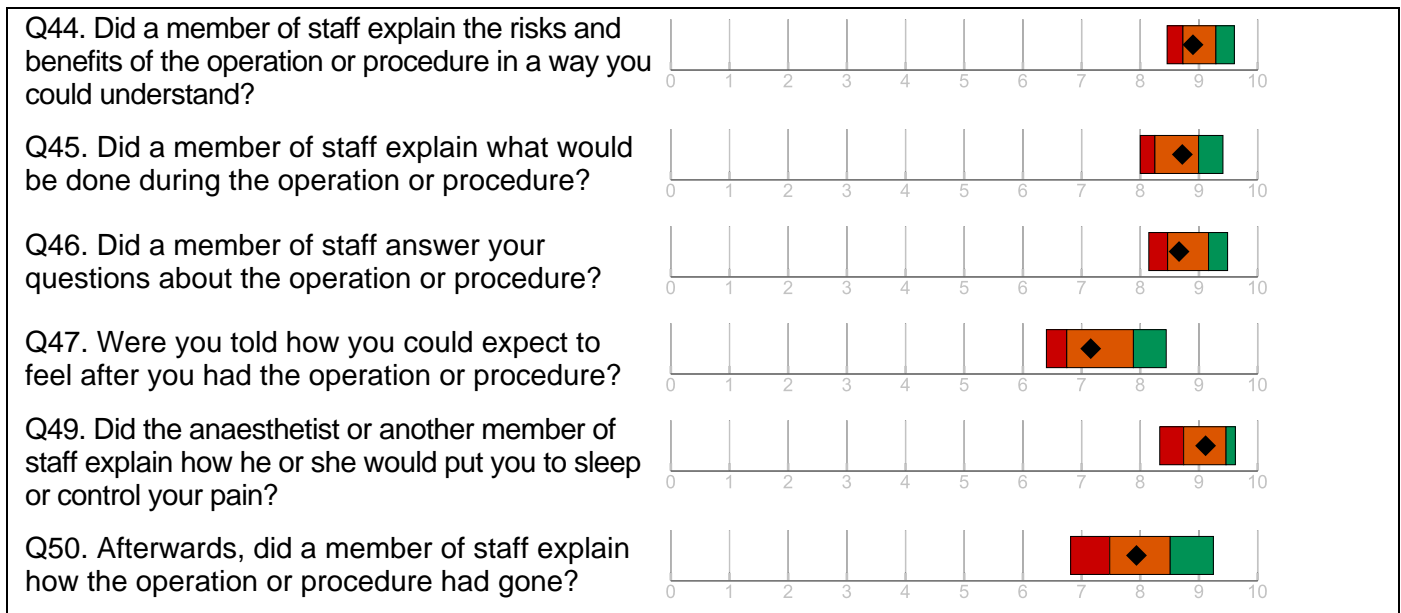 Q44. Did a member of staff explain the risks and
benefits of the operation or procedure in a way you
could understand?
0 1 2 3 4 5 6 7 8 9 10
Q45. Did a member of staff explain what would
be done during the operation or procedure?
0 1 2 3 4 5 6 7 8 9 10
Q46. Did a member of staff answer your
questions about the operation or procedure?
0 1 2 3 4 5 6 7 8 9 10
Q47. Were you told how you could expect to
feel after you had the operation or procedure?
0 1 2 3 4 5 6 7 8 9 10
Q49. Did the anaesthetist or another member of
staff explain how he or she would put you to sleep
or control your pain?
0 1 2 3 4 5 6 7 8 9 10
Q50. Afterwards, did a member of staff explain
how the operation or procedure had gone?
0 1 2 3 4 5 6 7 8 9 10